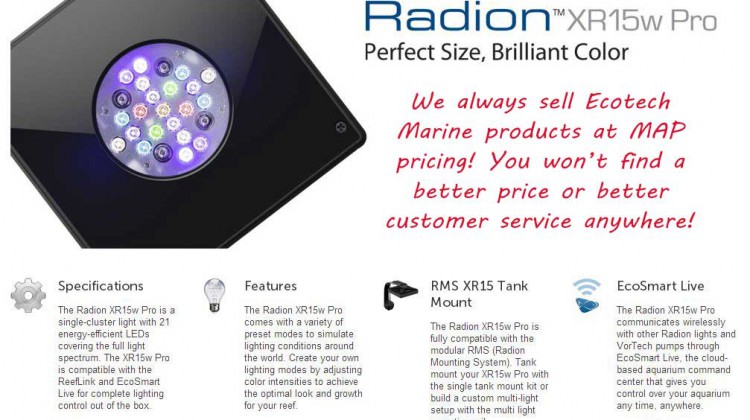 Radion™ XR15w Pro
Perfect Size, Brilliant Color
We always sell Ecotech
Marine products at MAP
pricing! You won't find a
better price or better
customer service anywhere!
Specifications
The Radion XR15w Pro is a
single-cluster light with 21
energy-efficient LEDs
covering the full light
spectrum. The XR15w Pro
is compatible with the
ReefLink and EcoSmart
Live for complete lighting
control out of the box.
Features
The Radion XR15w Pro
comes with a variety of
preset modes to simulate
lighting conditions around
the world. Create your own
lighting modes by adjusting
color intensities to achieve
the optimal look and growth
for your reef.
RMS XR15 Tank
Mount
The Radion XR15w Pro is
fully compatible with the
modular RMS (Radion
Mounting System). Tank
mount your XR15w Pro with
the single tank mount kit or
build a custom multi-light
setup with the multi light
EcoSmart Live
The Radion XR15w Pro
communicates wirelessly
with other Radion lights and
VorTech pumps through
EcoSmart Live, the cloud-
based aquarium command
center that gives you
control over your aquarium
any time, anywhere.